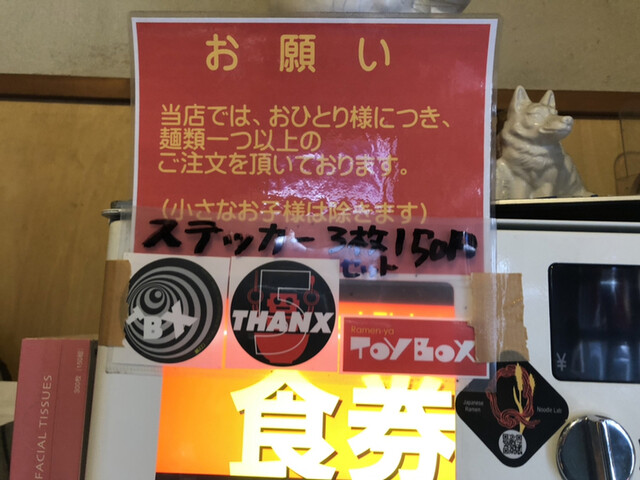 お願い
当店では、おひとり様につき、
麺類一つ以上の
ご注文を頂いております。
(小さなお子様は除きます)
ステッカー 3枚150円
セット
B
5
THANX
Ramen-ya
TOY BOX
食券
Japanese Ramen
Noodle Lab
FACIAL TISSUES
¥